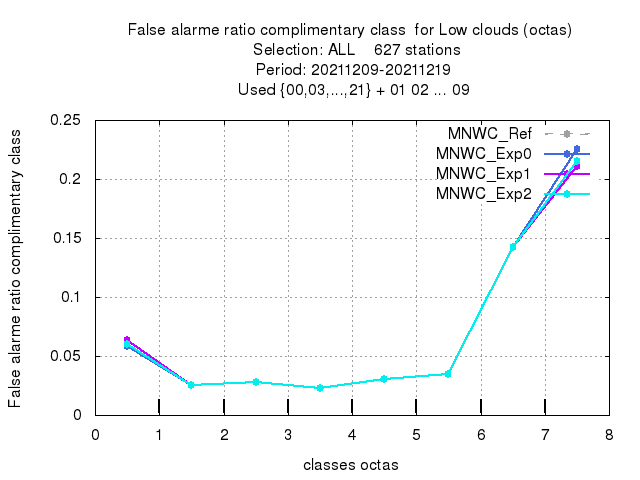 False alarme ratio complimentary class  for Low clouds (octas)
Selection: ALL    627 stations
Period: 20211209-20211219
Used {00,03,...,21} + 01 02 ... 09
False alarme ratio complimentary class
0.25
0.2
0.15
0.1
0.05
0
MNWC_Ref
MNWC_Exp0
MNWC_Exp1
MNWC_Exp2
0 1 2 3 4 5 6 7 8
classes octas